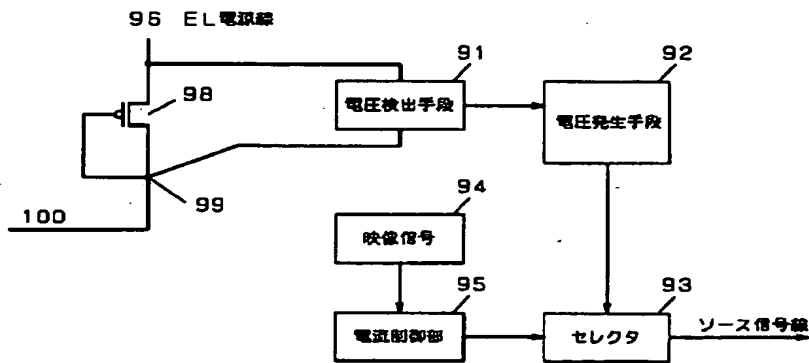 96 EL電源線
91
92
98
電圧検出手段
電圧発生手段
99
94
100
映像信号
95
93
ソース信号線
電流制御部
セレクタ